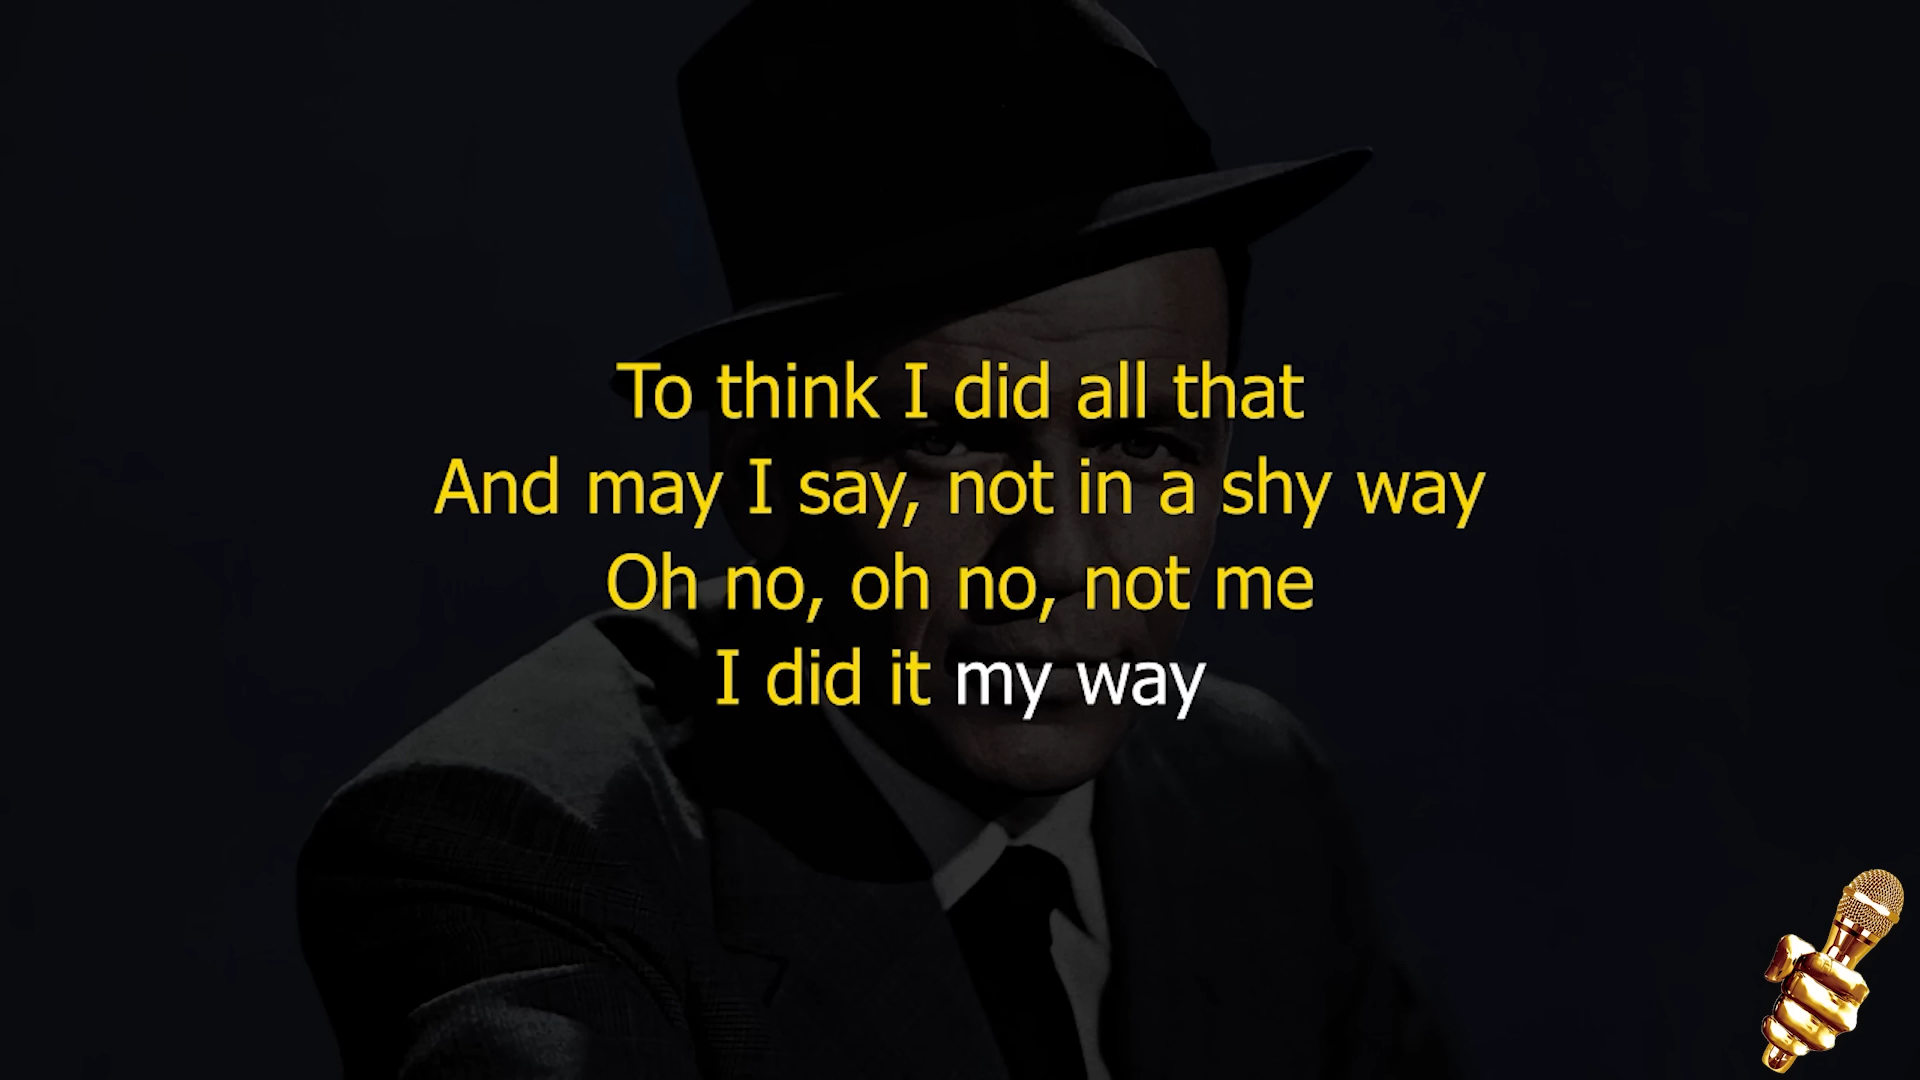 To think I did all that
And may I say, not in a shy way
Oh no, oh no, not me
I did it my way